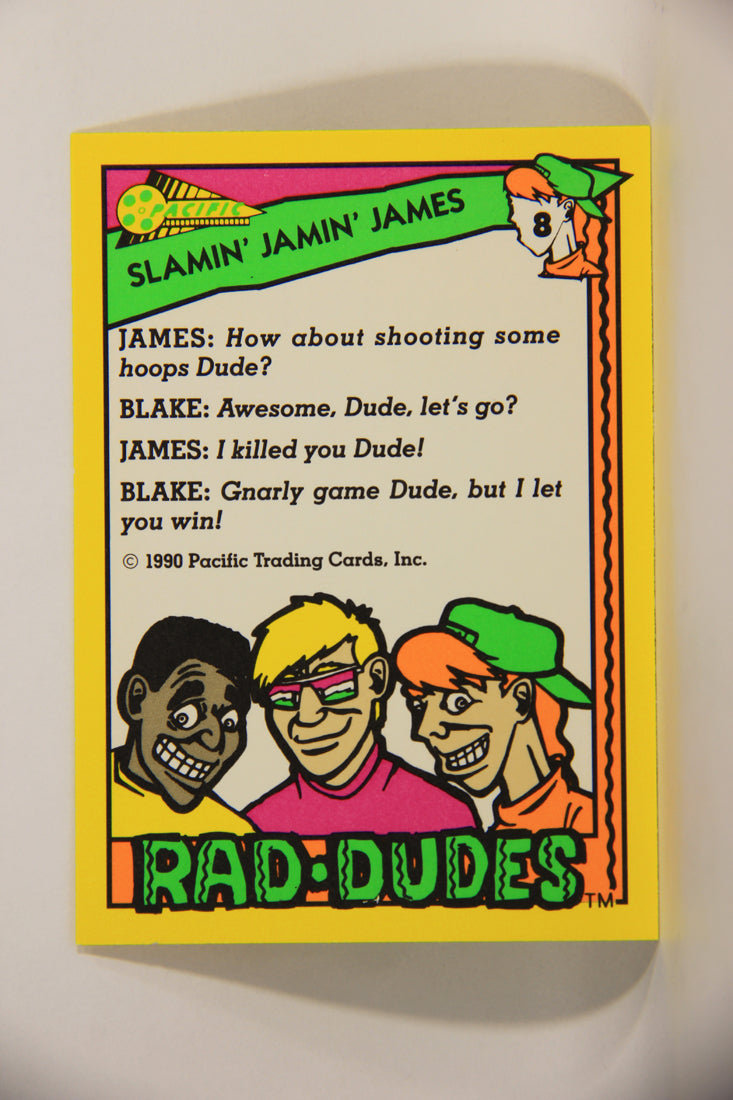 PACIFIC
SLAMIN' JAMIN' JAMES
8
JAMES: How about shooting some
hoops Dude?
BLAKE: Awesome, Dude, let's go?
JAMES: I killed you Dude!
BLAKE: Gnarly game Dude, but I let
you win!
© 1990 Pacific Trading Cards, Inc.
RAD·DUDES TM